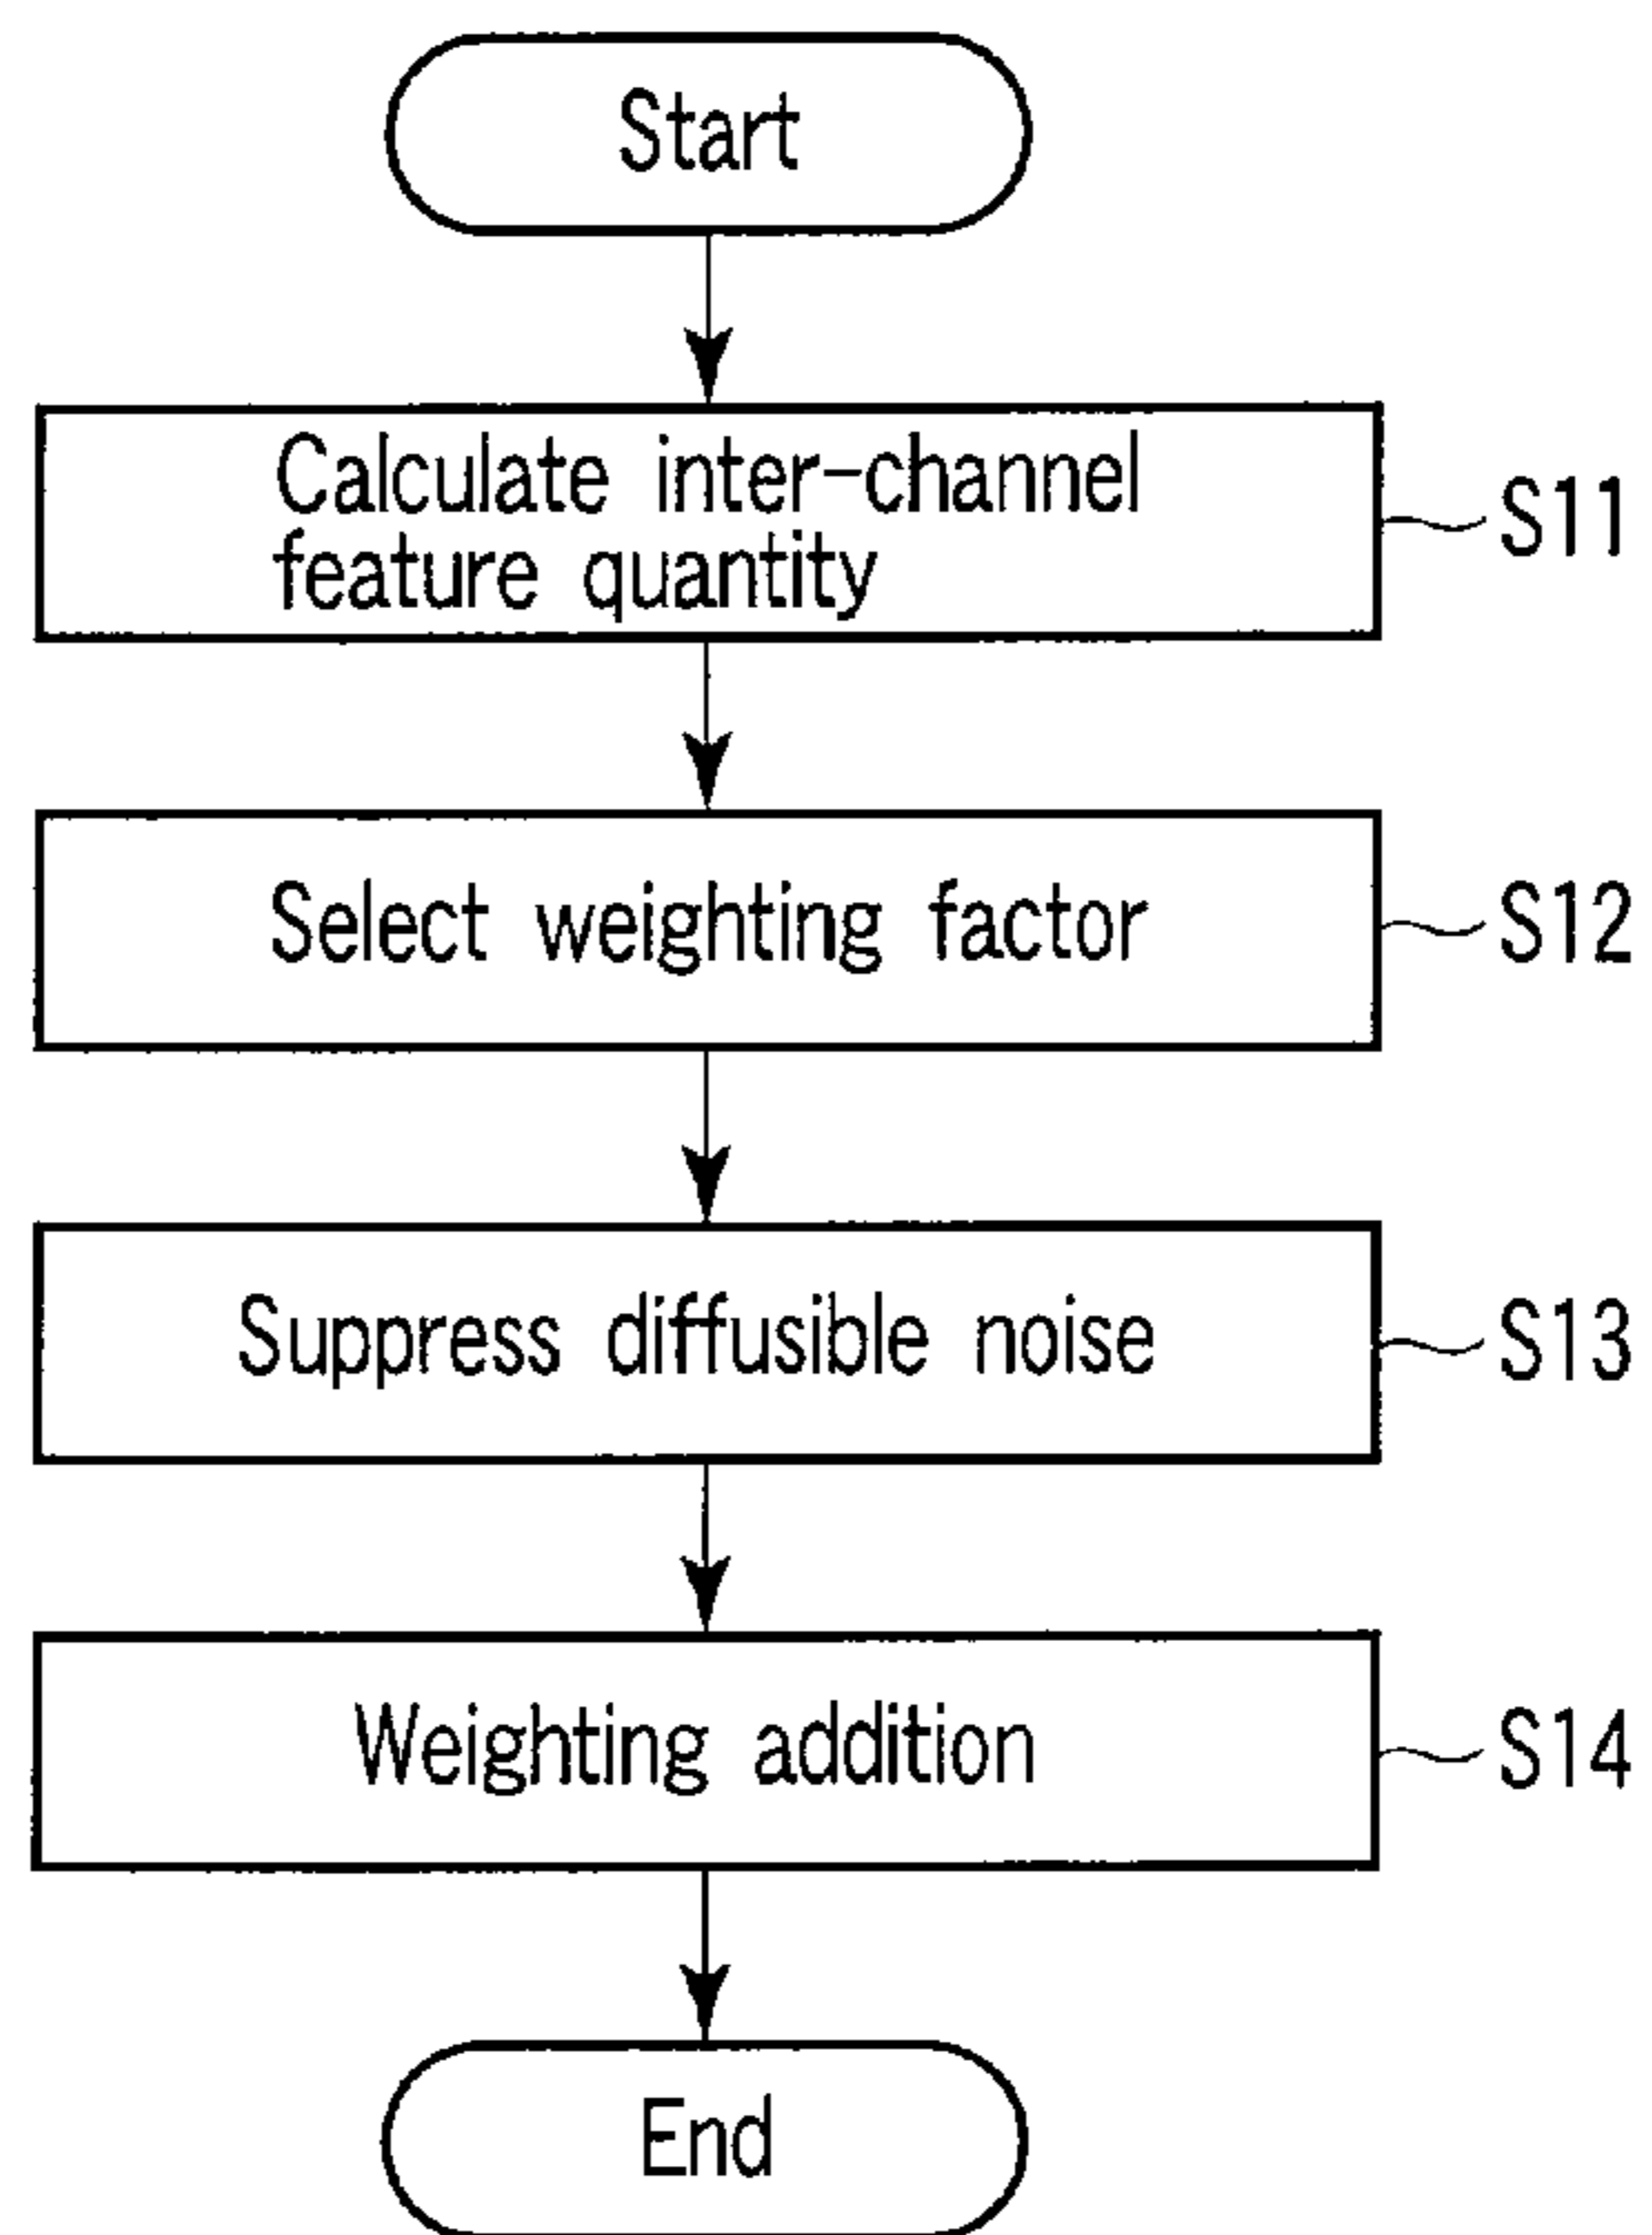 Start
Calculate inter-channel
feature quantity
S11
Select weighting factor
S12
Suppress diffusible noise
S13
Weighting addition
S14
End